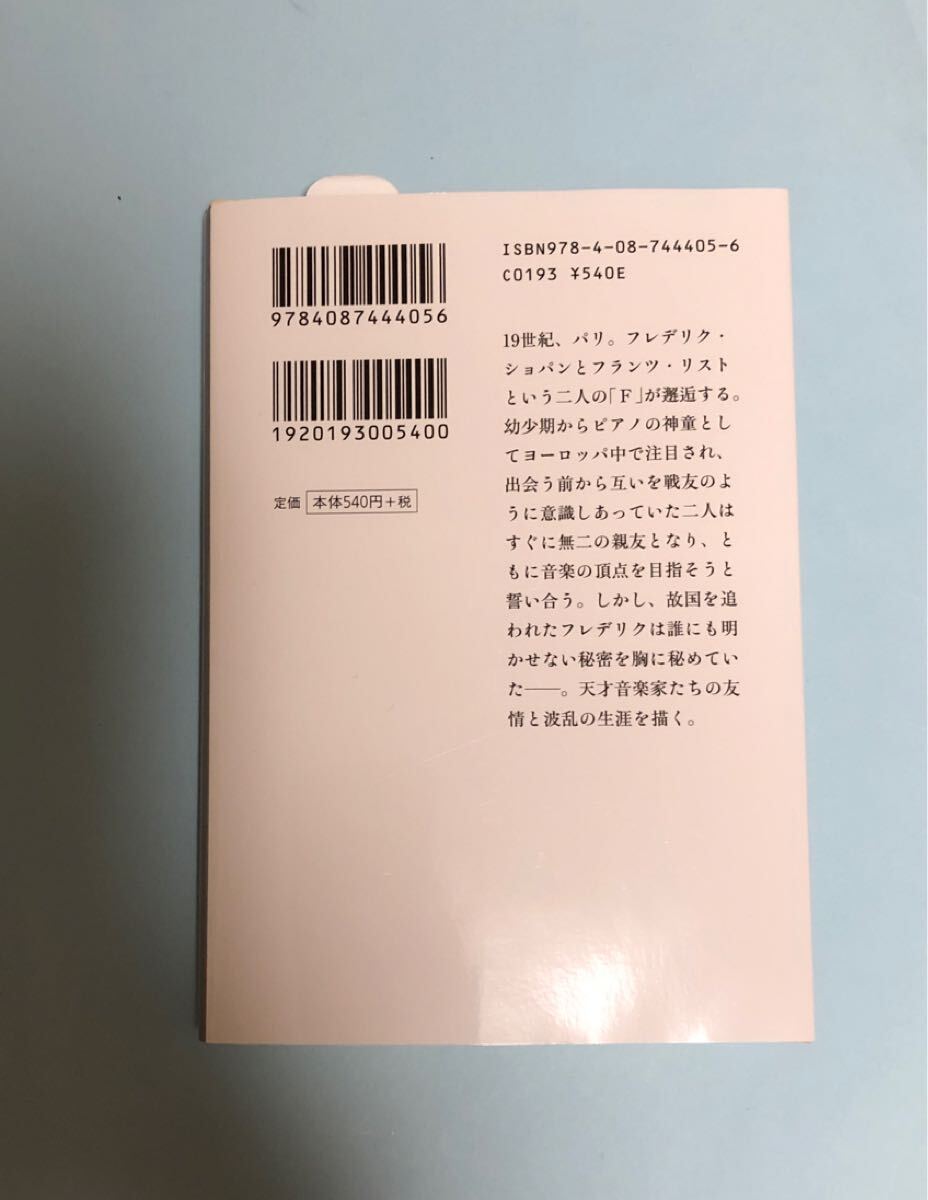 9784087444056
1920193005400
定価 本体540円+税
ISBN978-4-08-744405-6
C0193 ¥540E
19世紀、パリ。フレデリク・
ショパンとフランツ・リスト
という二人の「F」が邂逅する。
幼少期からピアノの神童とし
てヨーロッパ中で注目され、
出会う前から互いを戦友のよ
うに意識しあっていた二人は
すぐに無二の親友となり、と
もに音楽の頂点を目指そうと
誓い合う。しかし、故国を追
われたフレデリクは誰にも明
かせない秘密を胸に秘めてい
た――。天才音楽家たちの友
情と波乱の生涯を描く。